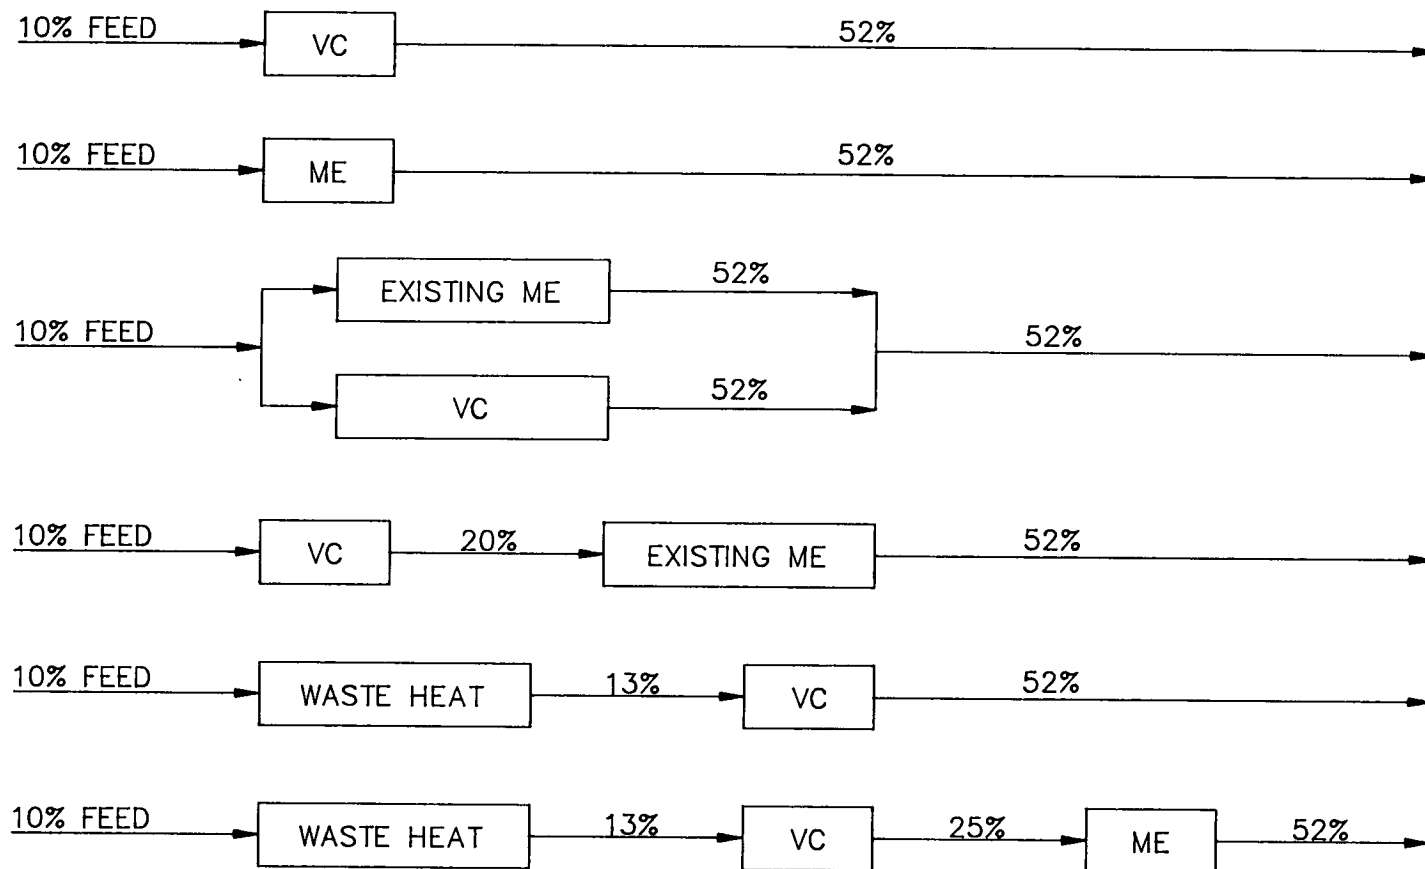 10% FEED VC 52%
10% FEED ME 52%
EXISTING ME 52%
10% FEED 52%
VC 52%
10% FEED VC 20% EXISTING ME 52%
10% FEED WASTE HEAT 13% VC 52%
10% FEED WASTE HEAT 13% VC 25% ME 52%